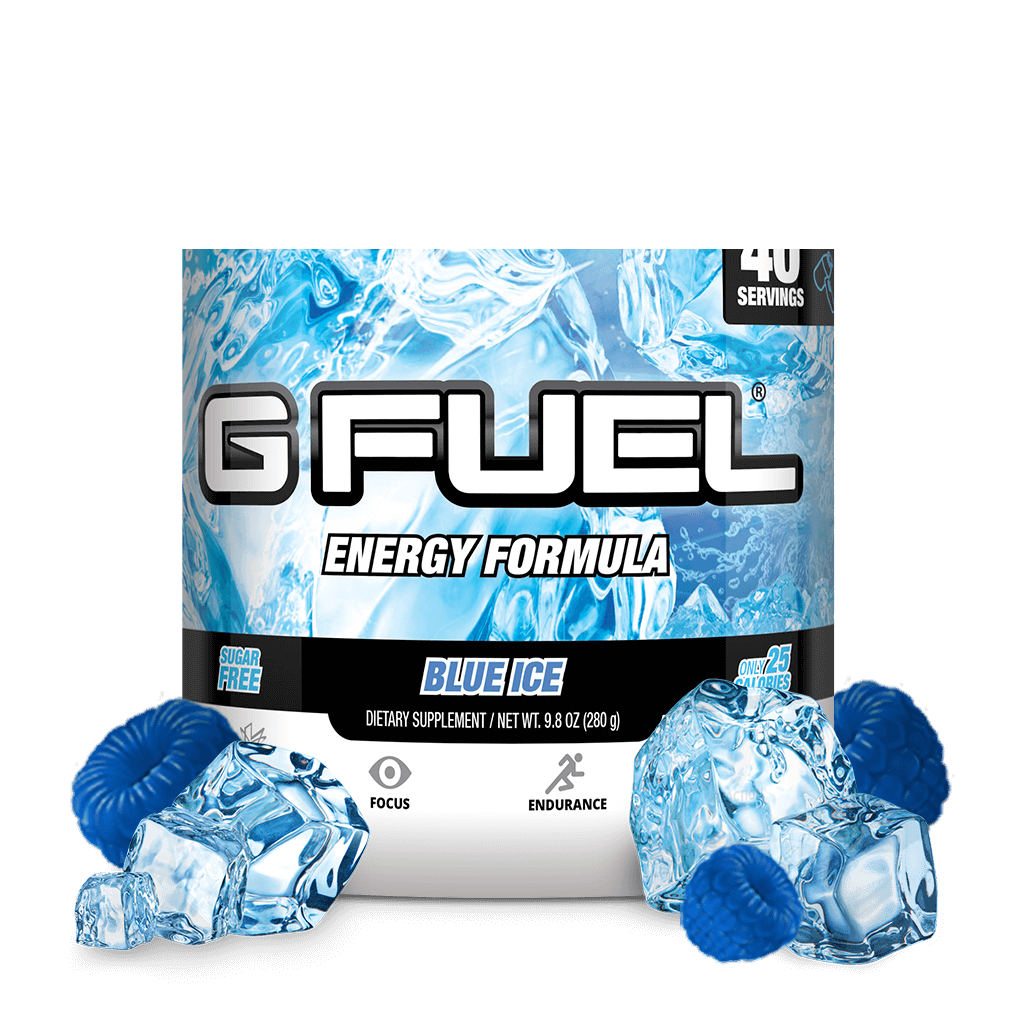 40
SERVINGS
G FUEL®
ENERGY FORMULA
SUGAR
FREE
BLUE ICE
ONLY 25
CALORIES
DIETARY SUPPLEMENT / NET WT. 9.8 OZ (280 g)
FOCUS
ENDURANCE